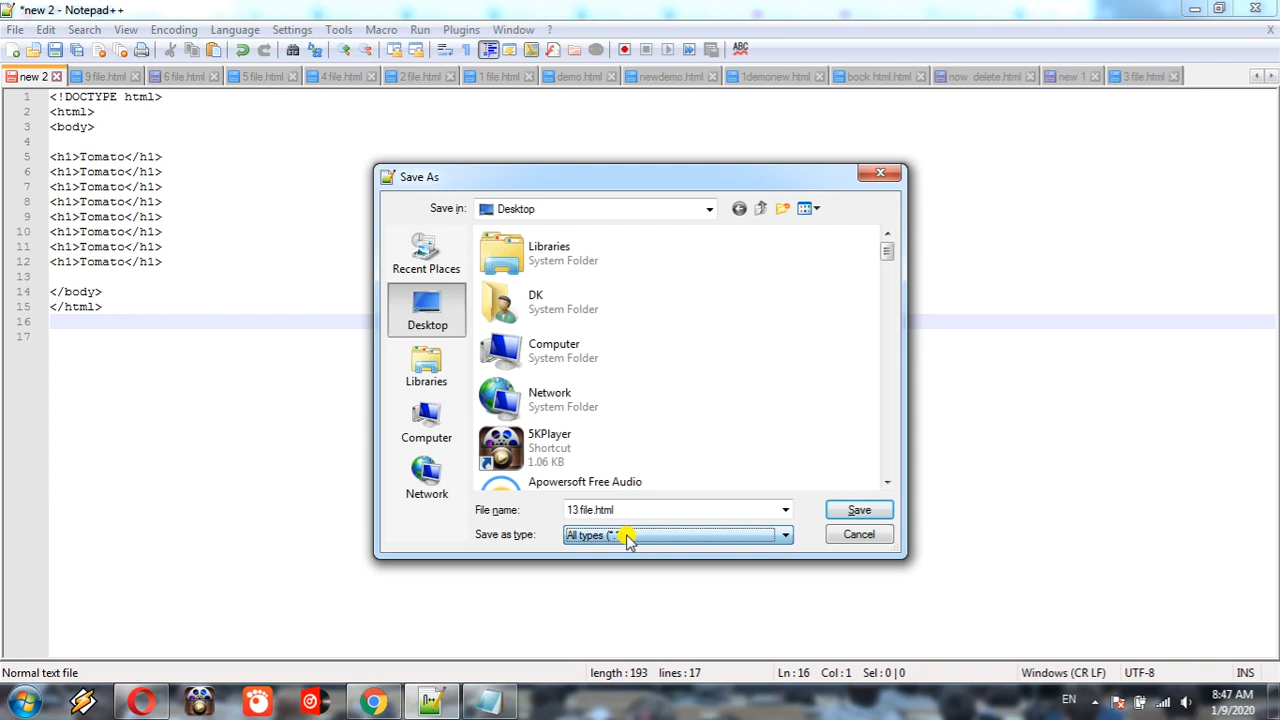 *new 2 - Notepad++
File Edit Search View Encoding Language Settings Tools Macro Run Plugins Window ? X
ABC
new 2 9 file.html 6 file.html 5 file.html 4 file.html 2 file.html 1 file.html demo.html newdemo.html 1demonew.html bock html.html now delete.html new 1 3 file.html
1 <!DOCTYPE html>
2 <html>
3 <body>
4
5 <h1>Tomato</h1>
6 <h1>Tomato</h1>
7 <h1>Tomato</h1>
8 <h1>Tomato</h1>
9 <h1>Tomato</h1>
10 <h1>Tomato</h1>
11 <h1>Tomato</h1>
12 <h1>Tomato</h1>
13
14 </body>
15 </html>
16
17
Save As
Save in: Desktop
Recent Places
Desktop
Libraries
Computer
Network
Libraries
System Folder
DK
System Folder
Computer
System Folder
Network
System Folder
5KPlayer
Shortcut
1.06 KB
Apowersoft Free Audio
File name: 13 file.html Save
Save as type: All types (*. Cancel
Normal text file length : 193 lines : 17 Ln : 16 Col : 1 Sel : 0 | 0 Windows (CR LF) UTF-8 INS
EN 8:47 AM
1/9/2020